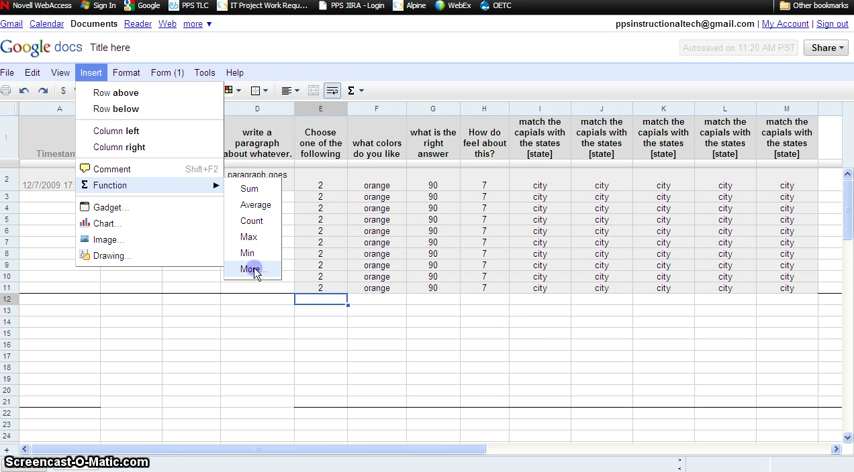 Novell WebAccess Sign In Google PPS TLC IT Project Work Requ... PPS JIRA - Login Alpine WebEx OETC Other bookmarks
Gmail Calendar Documents Reader Web more ▾ ppsinstructionaltech@gmail.com | My Account | Sign out
Google docs Title here Autosaved on 11:20 AM PST Share ▾
File Edit View Insert Format Form (1) Tools Help
$ Σ
A D E F G H I J K L M
1 Timestan
write a paragraph about whatever.
Choose one of the following
what colors do you like
what is the right answer
How do feel about this?
match the capials with the states [state]
match the capials with the states [state]
match the capials with the states [state]
match the capials with the states [state]
match the capials with the states [state]
Row above
Row below
Column left
Column right
Comment Shift+F2
Σ Function
Gadget...
Chart...
Image...
Drawing...
Sum
Average
Count
Max
Min
More...
paragraph goes
2 12/7/2009 17: 2 orange 90 7 city city city city city
3 2 orange 90 7 city city city city city
4 2 orange 90 7 city city city city city
5 2 orange 90 7 city city city city city
6 2 orange 90 7 city city city city city
7 2 orange 90 7 city city city city city
8 2 orange 90 7 city city city city city
9 2 orange 90 7 city city city city city
10 2 orange 90 7 city city city city city
11 2 orange 90 7 city city city city city
12
13
14
15
16
17
18
19
20
21
22
23
24
Screencast-O-Matic.com